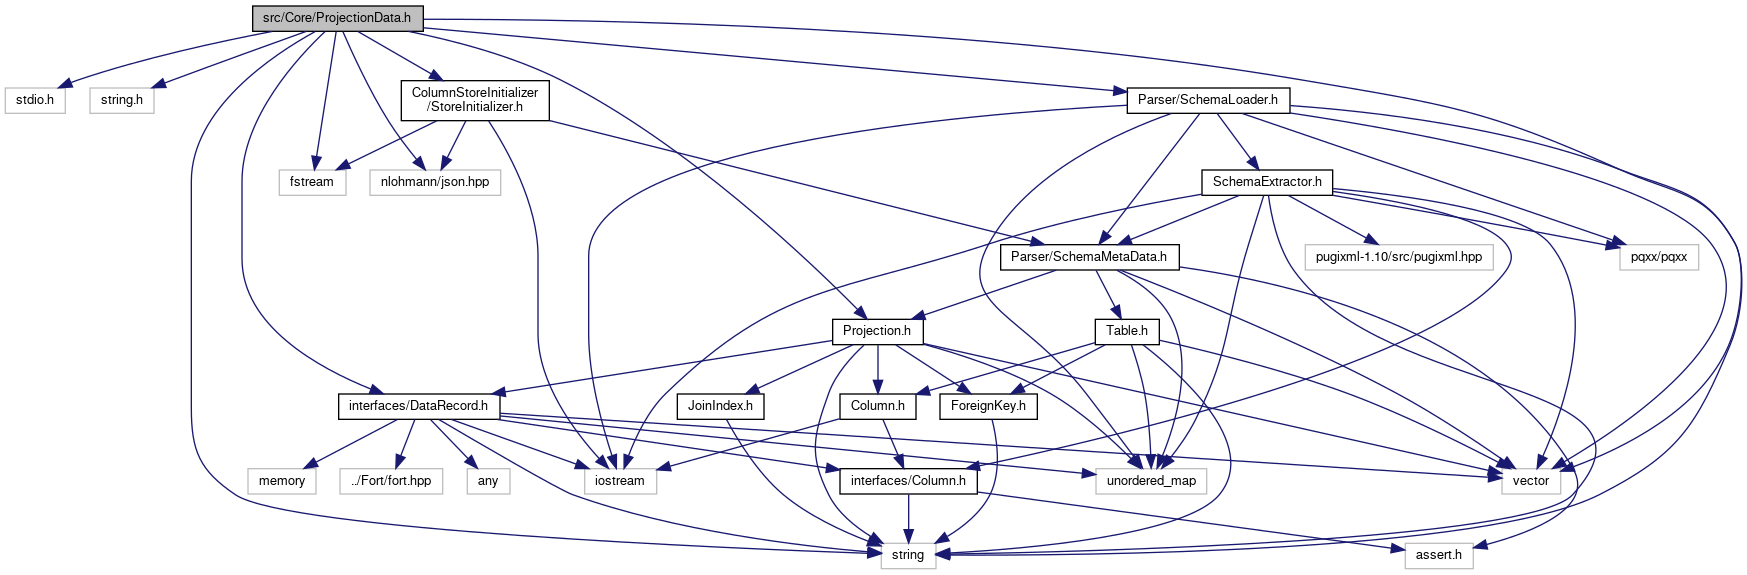 src/Core/ProjectionData.h
stdio.h
string.h
ColumnStoreInitializer
/StoreInitializer.h
Parser/SchemaLoader.h
fstream
nlohmann/json.hpp
SchemaExtractor.h
Parser/SchemaMetaData.h
pugixml-1.10/src/pugixml.hpp
pqxx/pqxx
Projection.h
Table.h
interfaces/DataRecord.h
JoinIndex.h
Column.h
ForeignKey.h
memory
../Fort/fort.hpp
any
iostream
interfaces/Column.h
unordered_map
vector
string
assert.h